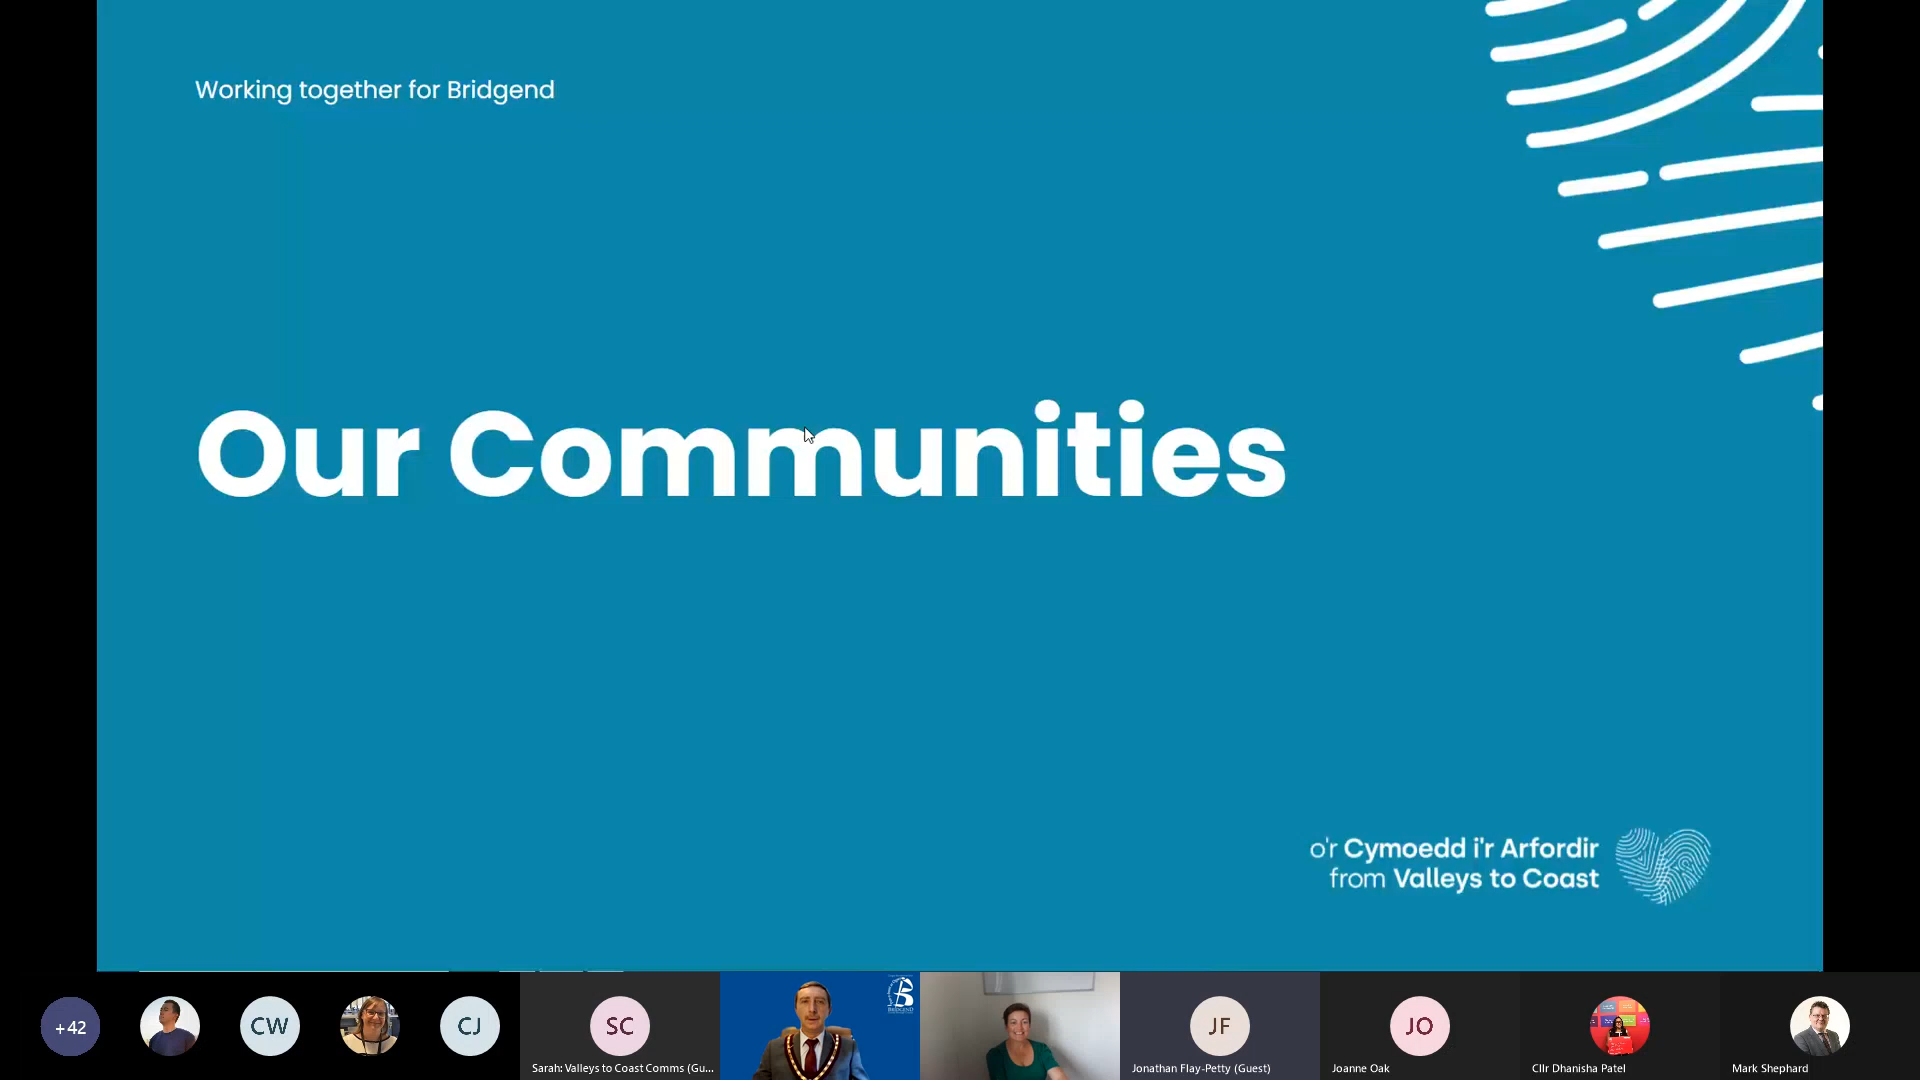 Working together for Bridgend
Our Communities
o'r Cymoedd i'r Arfordir
from Valleys to Coast
+42
CW
CJ
SC
Sarah: Valleys to Coast Comms (Gu...
BRIDGEND
JF
Jonathan Flay-Petty (Guest)
JO
Joanne Oak
Cllr Dhanisha Patel
Mark Shephard